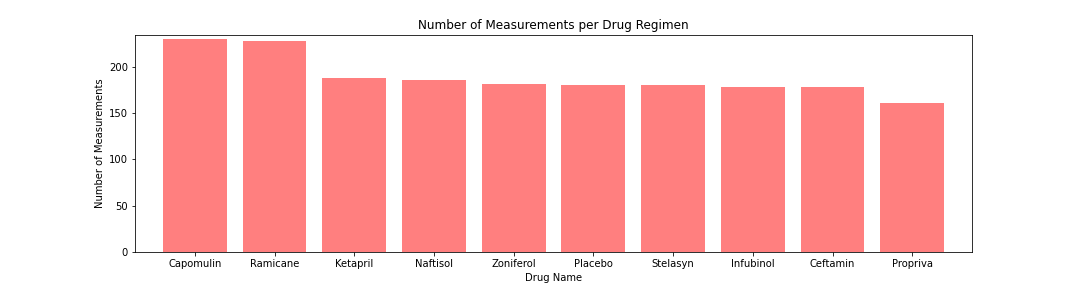 Number of Measurements per Drug Regimen
Number of Measurements
200
150
100
50
0
Capomulin Ramicane Ketapril Naftisol Zoniferol Placebo Stelasyn Infubinol Ceftamin Propriva
Drug Name